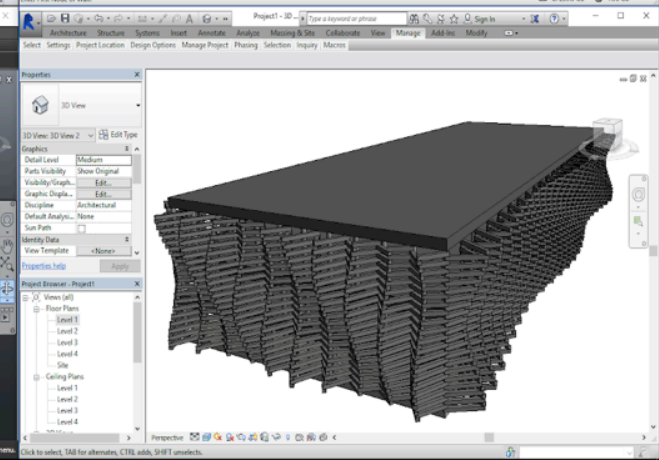 Project1 - 3D ...
Type a keyword or phrase
Sign In
Architecture Structure Systems Insert Annotate Analyze Massing & Site Collaborate View Manage Add-Ins Modify
Select Settings Project Location Design Options Manage Project Phasing Selection Inquiry Macros
Properties
3D View
3D View: 3D View 2
Edit Type
Graphics
Detail Level Medium
Parts Visibility Show Original
Visibility/Graph... Edit...
Graphic Displa... Edit...
Discipline Architectural
Default Analysi... None
Sun Path
Identity Data
View Template <None>
Properties help Apply
Project Browser - Project1
Views (all)
Floor Plans
Level 1
Level 2
Level 3
Level 4
Site
Ceiling Plans
Level 1
Level 2
Level 3
Level 4
Perspective
menu.
Click to select, TAB for alternates, CTRL adds, SHIFT unselects.